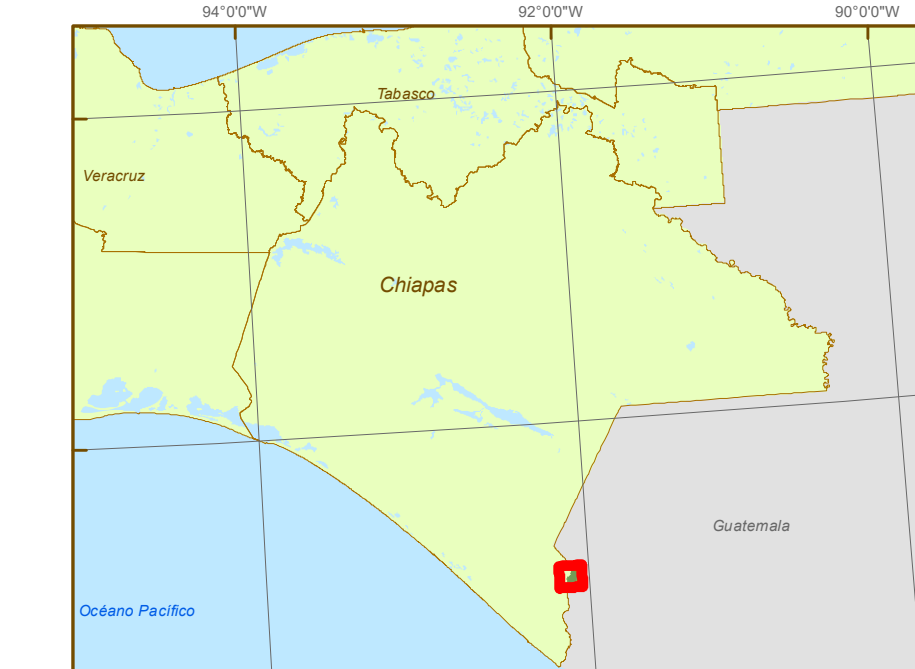 94°0'0"W
92°0'0"W
90°0'0"W
Tabasco
Veracruz
Chiapas
Guatemala
Océano Pacífico